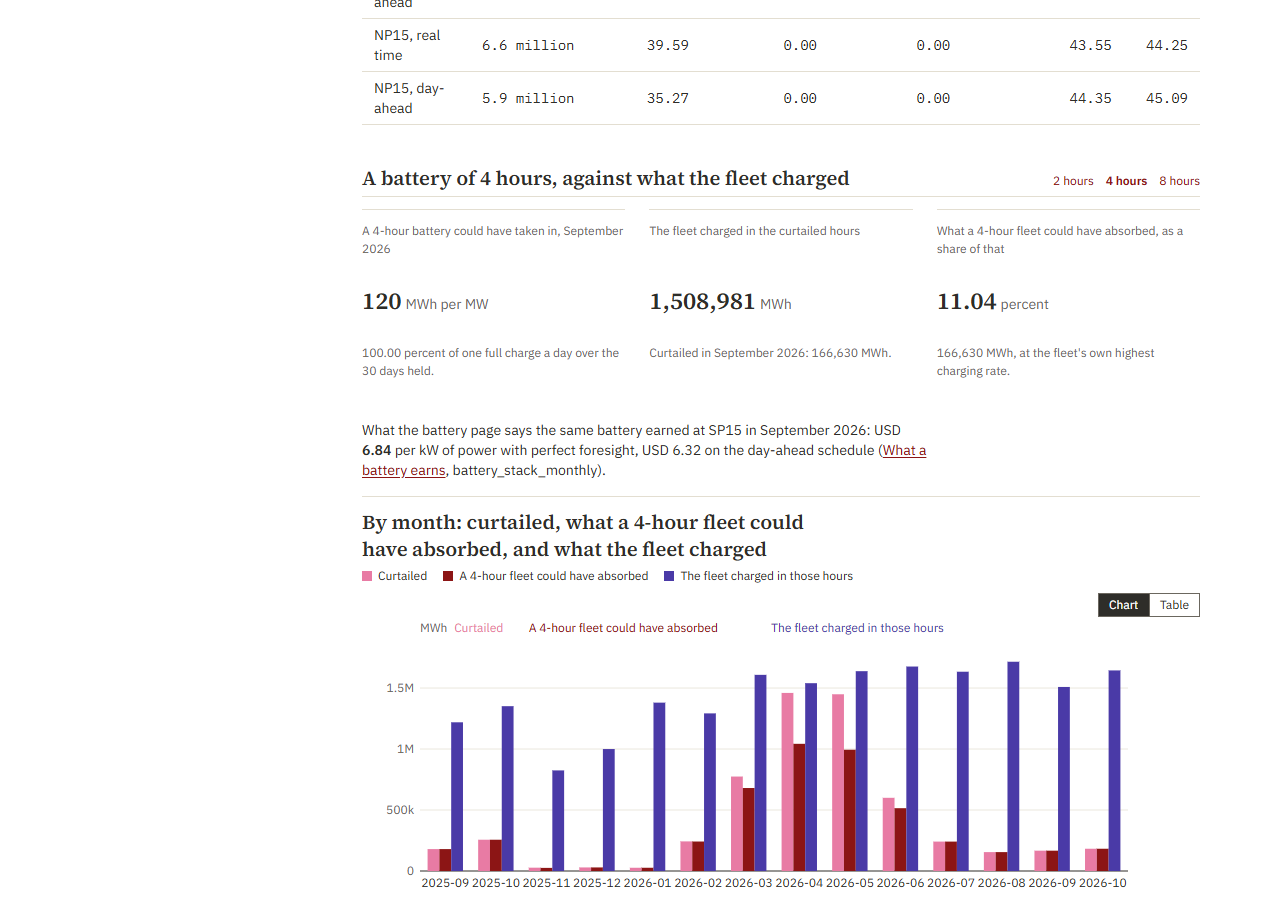 ahead
NP15, real time 6.6 million 39.59 0.00 0.00 43.55 44.25
NP15, day-ahead 5.9 million 35.27 0.00 0.00 44.35 45.09
A battery of 4 hours, against what the fleet charged
2 hours 4 hours 8 hours
A 4-hour battery could have taken in, September 2026
120 MWh per MW
100.00 percent of one full charge a day over the 30 days held.
The fleet charged in the curtailed hours
1,508,981 MWh
Curtailed in September 2026: 166,630 MWh.
What a 4-hour fleet could have absorbed, as a share of that
11.04 percent
166,630 MWh, at the fleet's own highest charging rate.
What the battery page says the same battery earned at SP15 in September 2026: USD
6.84 per kW of power with perfect foresight, USD 6.32 on the day-ahead schedule (What a
battery earns, battery_stack_monthly).
By month: curtailed, what a 4-hour fleet could
have absorbed, and what the fleet charged
Curtailed A 4-hour fleet could have absorbed The fleet charged in those hours
Chart Table
MWh Curtailed A 4-hour fleet could have absorbed The fleet charged in those hours
1.5M
1M
500k
0
2025-09 2025-10 2025-11 2025-12 2026-01 2026-02 2026-03 2026-04 2026-05 2026-06 2026-07 2026-08 2026-09 2026-10